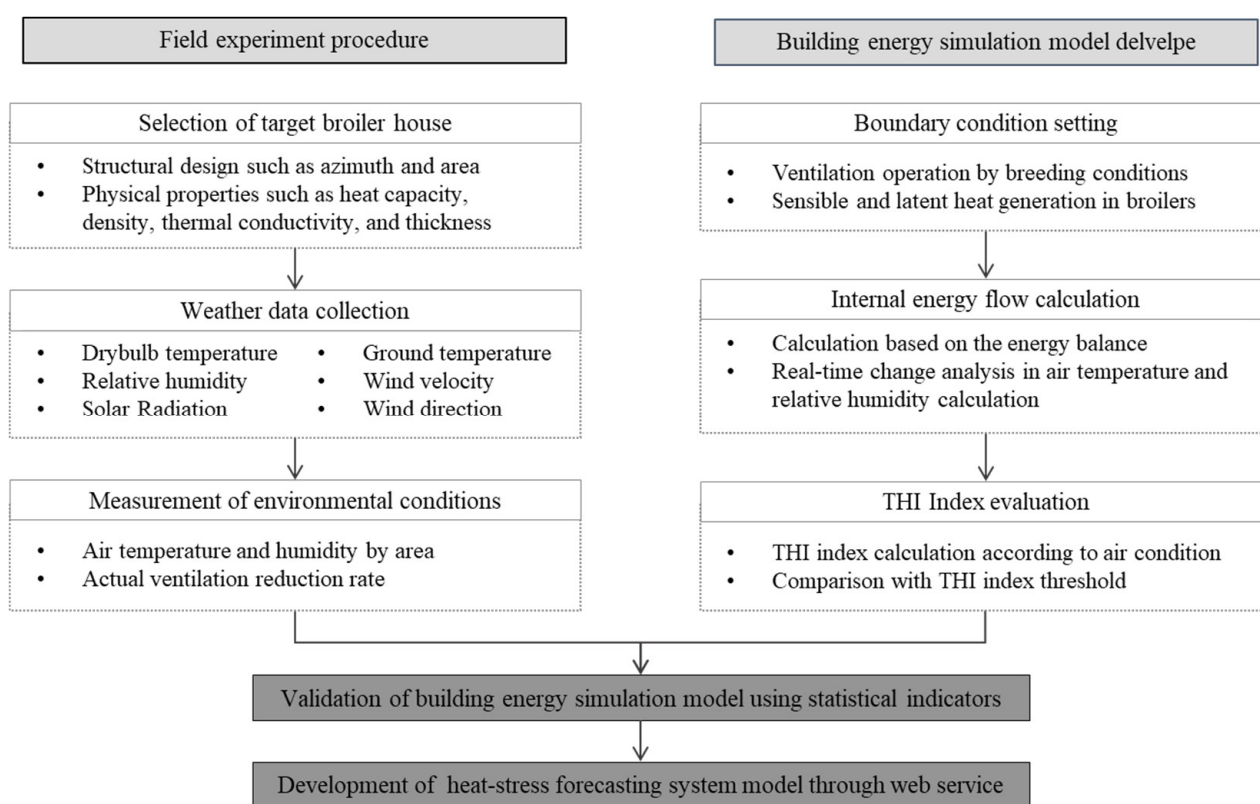 Field experiment procedure
Selection of target broiler house
• Structural design such as azimuth and area
• Physical properties such as heat capacity,
density, thermal conductivity, and thickness
Weather data collection
• Drybulb temperature
• Relative humidity
• Solar Radiation
• Ground temperature
• Wind velocity
• Wind direction
Measurement of environmental conditions
• Air temperature and humidity by area
• Actual ventilation reduction rate
Building energy simulation model delvelpe
Boundary condition setting
• Ventilation operation by breeding conditions
• Sensible and latent heat generation in broilers
Internal energy flow calculation
• Calculation based on the energy balance
• Real-time change analysis in air temperature and
relative humidity calculation
THI Index evaluation
• THI index calculation according to air condition
• Comparison with THI index threshold
Validation of building energy simulation model using statistical indicators
Development of heat-stress forecasting system model through web service